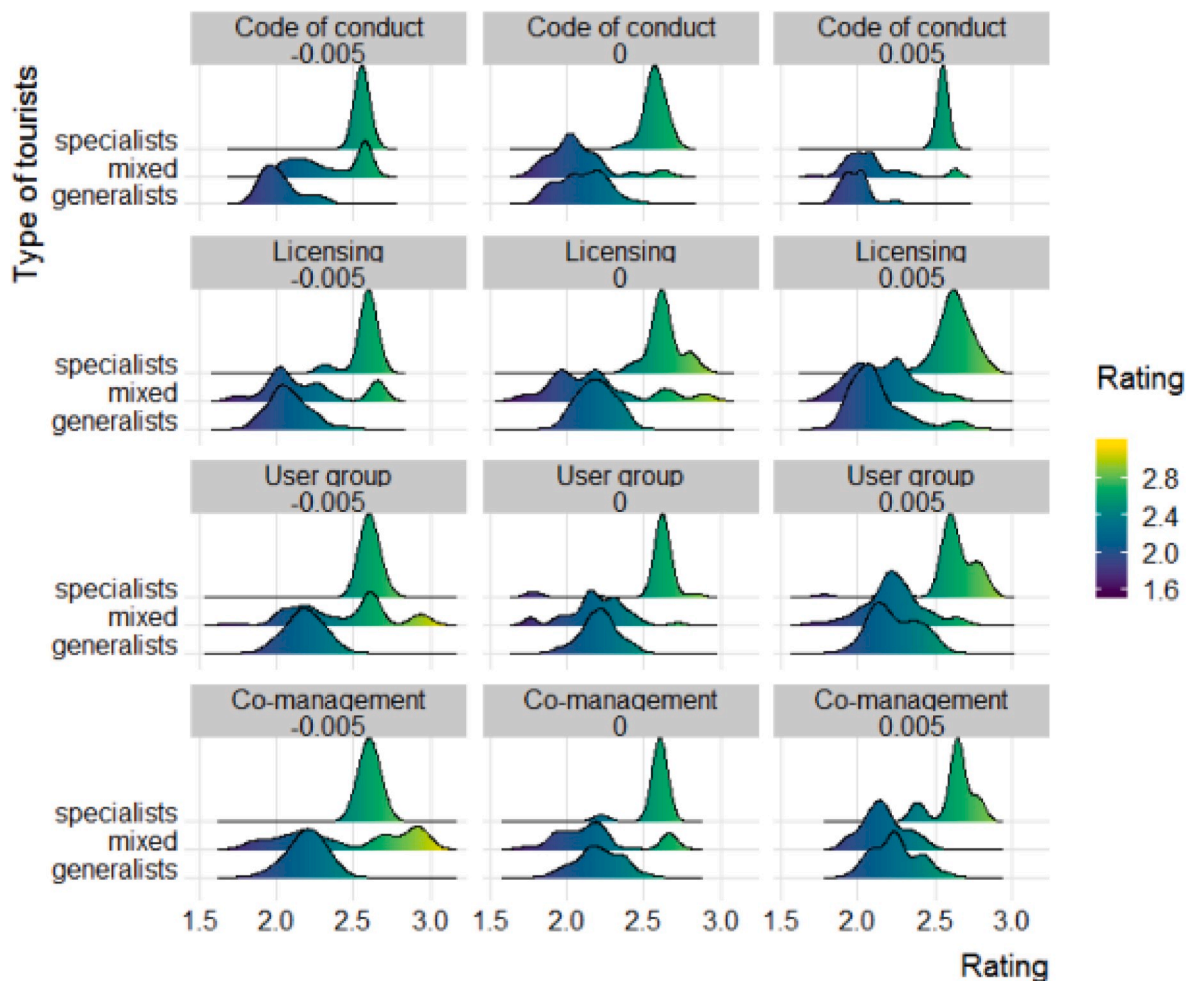 Type of tourists
Code of conduct
-0.005
Code of conduct
0
Code of conduct
0.005
specialists
mixed
generalists
Licensing
-0.005
Licensing
0
Licensing
0.005
specialists
mixed
generalists
User group
-0.005
User group
0
User group
0.005
specialists
mixed
generalists
Co-management
-0.005
Co-management
0
Co-management
0.005
specialists
mixed
generalists
1.5 2.0 2.5 3.0 1.5 2.0 2.5 3.0 1.5 2.0 2.5 3.0
Rating
Rating
2.8
2.4
2.0
1.6